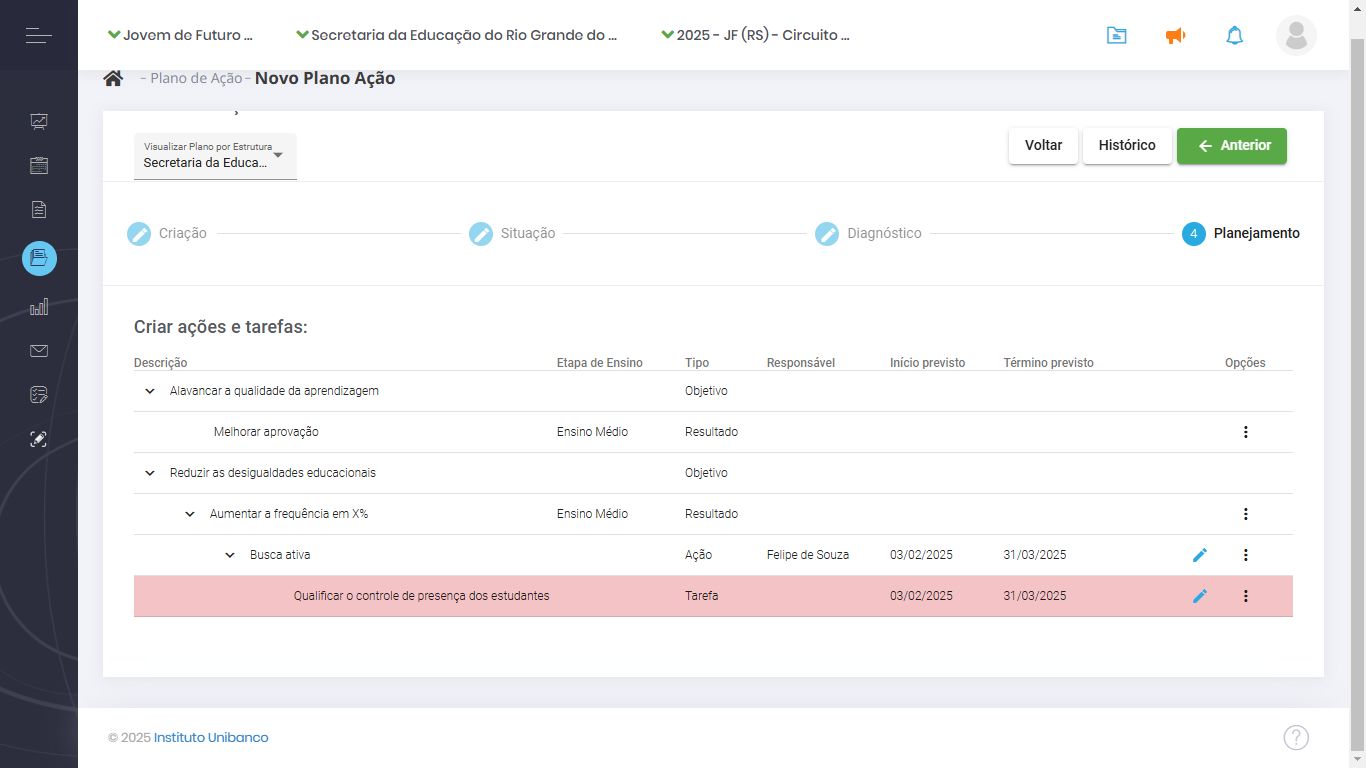 Jovem de Futuro ...
Secretaria da Educação do Rio Grande do ...
2025 - JF (RS) - Circuito ...
- Plano de Ação - Novo Plano Ação
Visualizar Plano por Estrutura
Secretaria da Educa...
Voltar
Histórico
Anterior
Criação
Situação
Diagnóstico
4 Planejamento
Criar ações e tarefas:
Descrição Etapa de Ensino Tipo Responsável Início previsto Término previsto Opções
Alavancar a qualidade da aprendizagem Objetivo
Melhorar aprovação Ensino Médio Resultado
Reduzir as desigualdades educacionais Objetivo
Aumentar a frequência em X% Ensino Médio Resultado
Busca ativa Ação Felipe de Souza 03/02/2025 31/03/2025
Qualificar o controle de presença dos estudantes Tarefa 03/02/2025 31/03/2025
© 2025 Instituto Unibanco
?